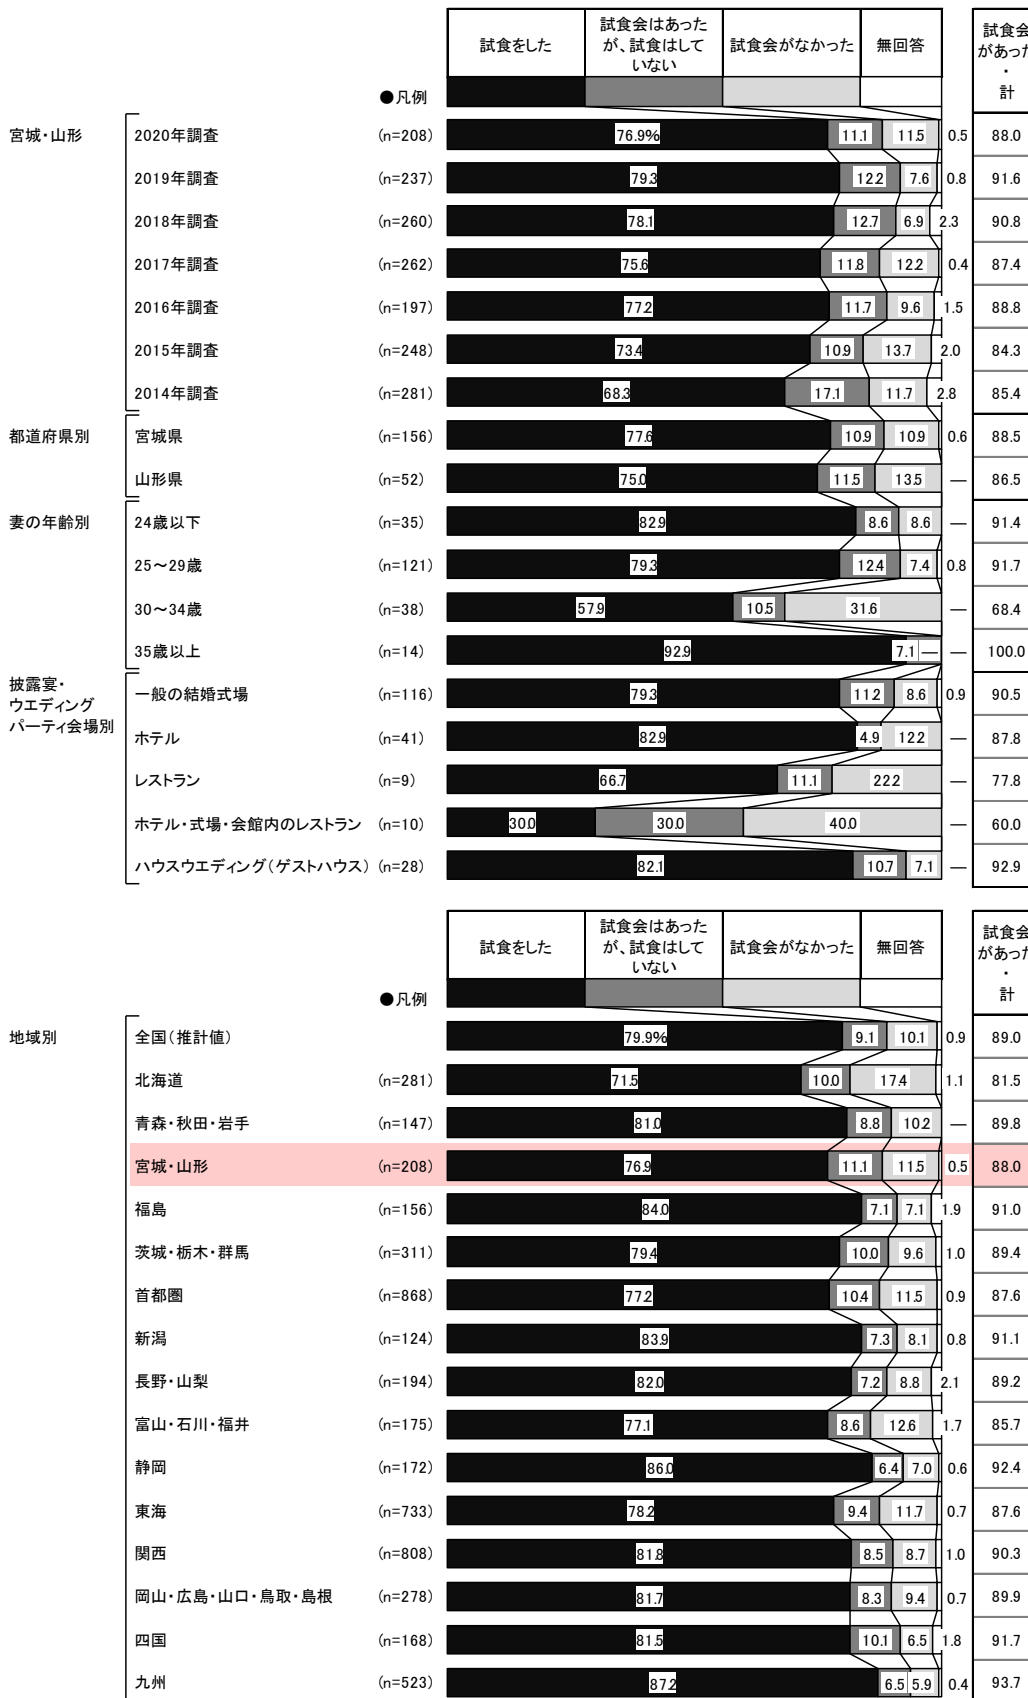 試食をした 試食会はあったが、試食はしていない 試食会がなかった 無回答 試食会があった・計
●凡例
宮城・山形 2020年調査 (n=208) 76.9% 11.1 11.5 0.5 88.0
2019年調査 (n=237) 79.3 12.2 7.6 0.8 91.6
2018年調査 (n=260) 78.1 12.7 6.9 2.3 90.8
2017年調査 (n=262) 75.6 11.8 12.2 0.4 87.4
2016年調査 (n=197) 77.2 11.7 9.6 1.5 88.8
2015年調査 (n=248) 73.4 10.9 13.7 2.0 84.3
2014年調査 (n=281) 68.3 17.1 11.7 2.8 85.4
都道府県別 宮城県 (n=156) 77.6 10.9 10.9 0.6 88.5
山形県 (n=52) 75.0 11.5 13.5 — 86.5
妻の年齢別 24歳以下 (n=35) 82.9 8.6 8.6 — 91.4
25～29歳 (n=121) 79.3 12.4 7.4 0.8 91.7
30～34歳 (n=38) 57.9 10.5 31.6 — 68.4
35歳以上 (n=14) 92.9 7.1 — — 100.0
披露宴・ウエディングパーティ会場別 一般の結婚式場 (n=116) 79.3 11.2 8.6 0.9 90.5
ホテル (n=41) 82.9 4.9 12.2 — 87.8
レストラン (n=9) 66.7 11.1 22.2 — 77.8
ホテル・式場・会館内のレストラン (n=10) 30.0 30.0 40.0 — 60.0
ハウスウエディング(ゲストハウス) (n=28) 82.1 10.7 7.1 — 92.9
試食をした 試食会はあったが、試食はしていない 試食会がなかった 無回答 試食会があった・計
●凡例
地域別 全国(推計値) 79.9% 9.1 10.1 0.9 89.0
北海道 (n=281) 71.5 10.0 17.4 1.1 81.5
青森・秋田・岩手 (n=147) 81.0 8.8 10.2 — 89.8
宮城・山形 (n=208) 76.9 11.1 11.5 0.5 88.0
福島 (n=156) 84.0 7.1 7.1 1.9 91.0
茨城・栃木・群馬 (n=311) 79.4 10.0 9.6 1.0 89.4
首都圏 (n=868) 77.2 10.4 11.5 0.9 87.6
新潟 (n=124) 83.9 7.3 8.1 0.8 91.1
長野・山梨 (n=194) 82.0 7.2 8.8 2.1 89.2
富山・石川・福井 (n=175) 77.1 8.6 12.6 1.7 85.7
静岡 (n=172) 86.0 6.4 7.0 0.6 92.4
東海 (n=733) 78.2 9.4 11.7 0.7 87.6
関西 (n=808) 81.8 8.5 8.7 1.0 90.3
岡山・広島・山口・鳥取・島根 (n=278) 81.7 8.3 9.4 0.7 89.9
四国 (n=168) 81.5 10.1 6.5 1.8 91.7
九州 (n=523) 87.2 6.5 5.9 0.4 93.7